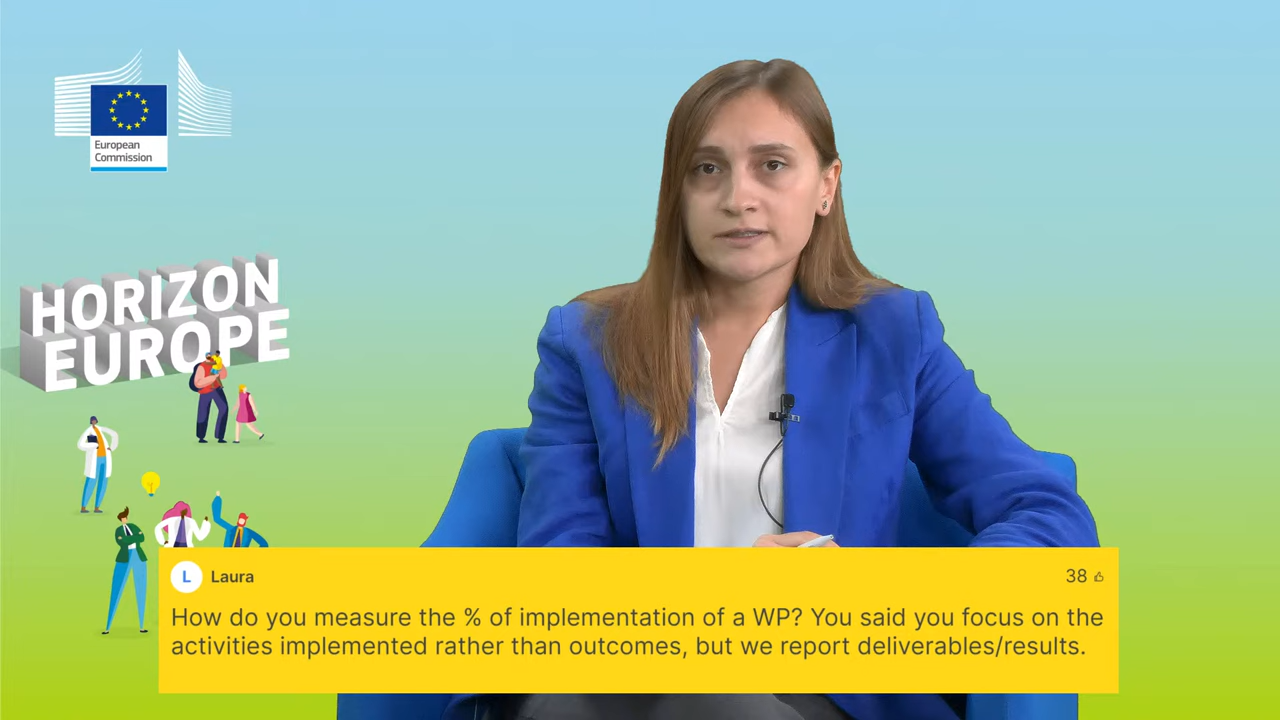 European
Commission
HORIZON
EUROPE
L Laura 38
How do you measure the % of implementation of a WP? You said you focus on the
activities implemented rather than outcomes, but we report deliverables/results.